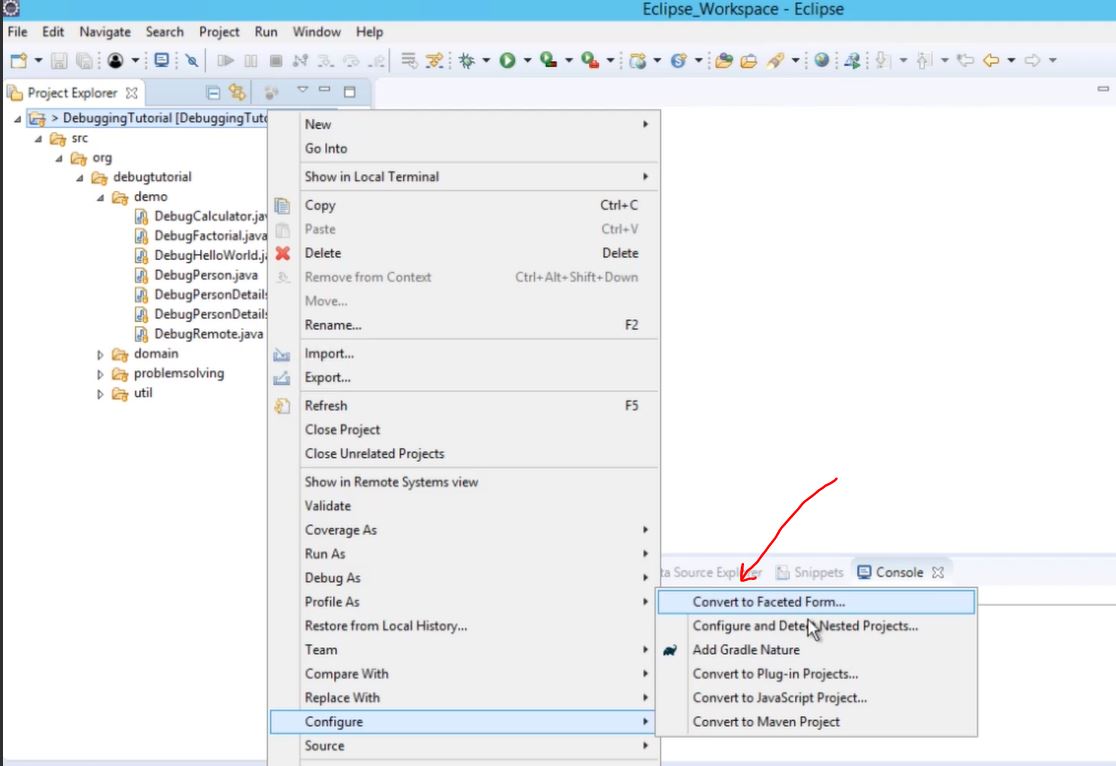 Eclipse_Workspace - Eclipse
File Edit Navigate Search Project Run Window Help
Project Explorer
> DebuggingTutorial [DebuggingTuto
src
org
debugtutorial
demo
DebugCalculator.jav
DebugFactorial.java
DebugHelloWorld.ja
DebugPerson.java
DebugPersonDetails
DebugPersonDetails
DebugRemote.java
domain
problemsolving
util
New
Go Into
Show in Local Terminal
Copy Ctrl+C
Paste Ctrl+V
Delete Delete
Remove from Context Ctrl+Alt+Shift+Down
Move...
Rename... F2
Import...
Export...
Refresh F5
Close Project
Close Unrelated Projects
Show in Remote Systems view
Validate
Coverage As
Run As
Debug As
Profile As
Restore from Local History...
Team
Compare With
Replace With
Configure
Source
ta Source Explorer Snippets Console
Convert to Faceted Form...
Configure and Detect Nested Projects...
Add Gradle Nature
Convert to Plug-in Projects...
Convert to JavaScript Project...
Convert to Maven Project